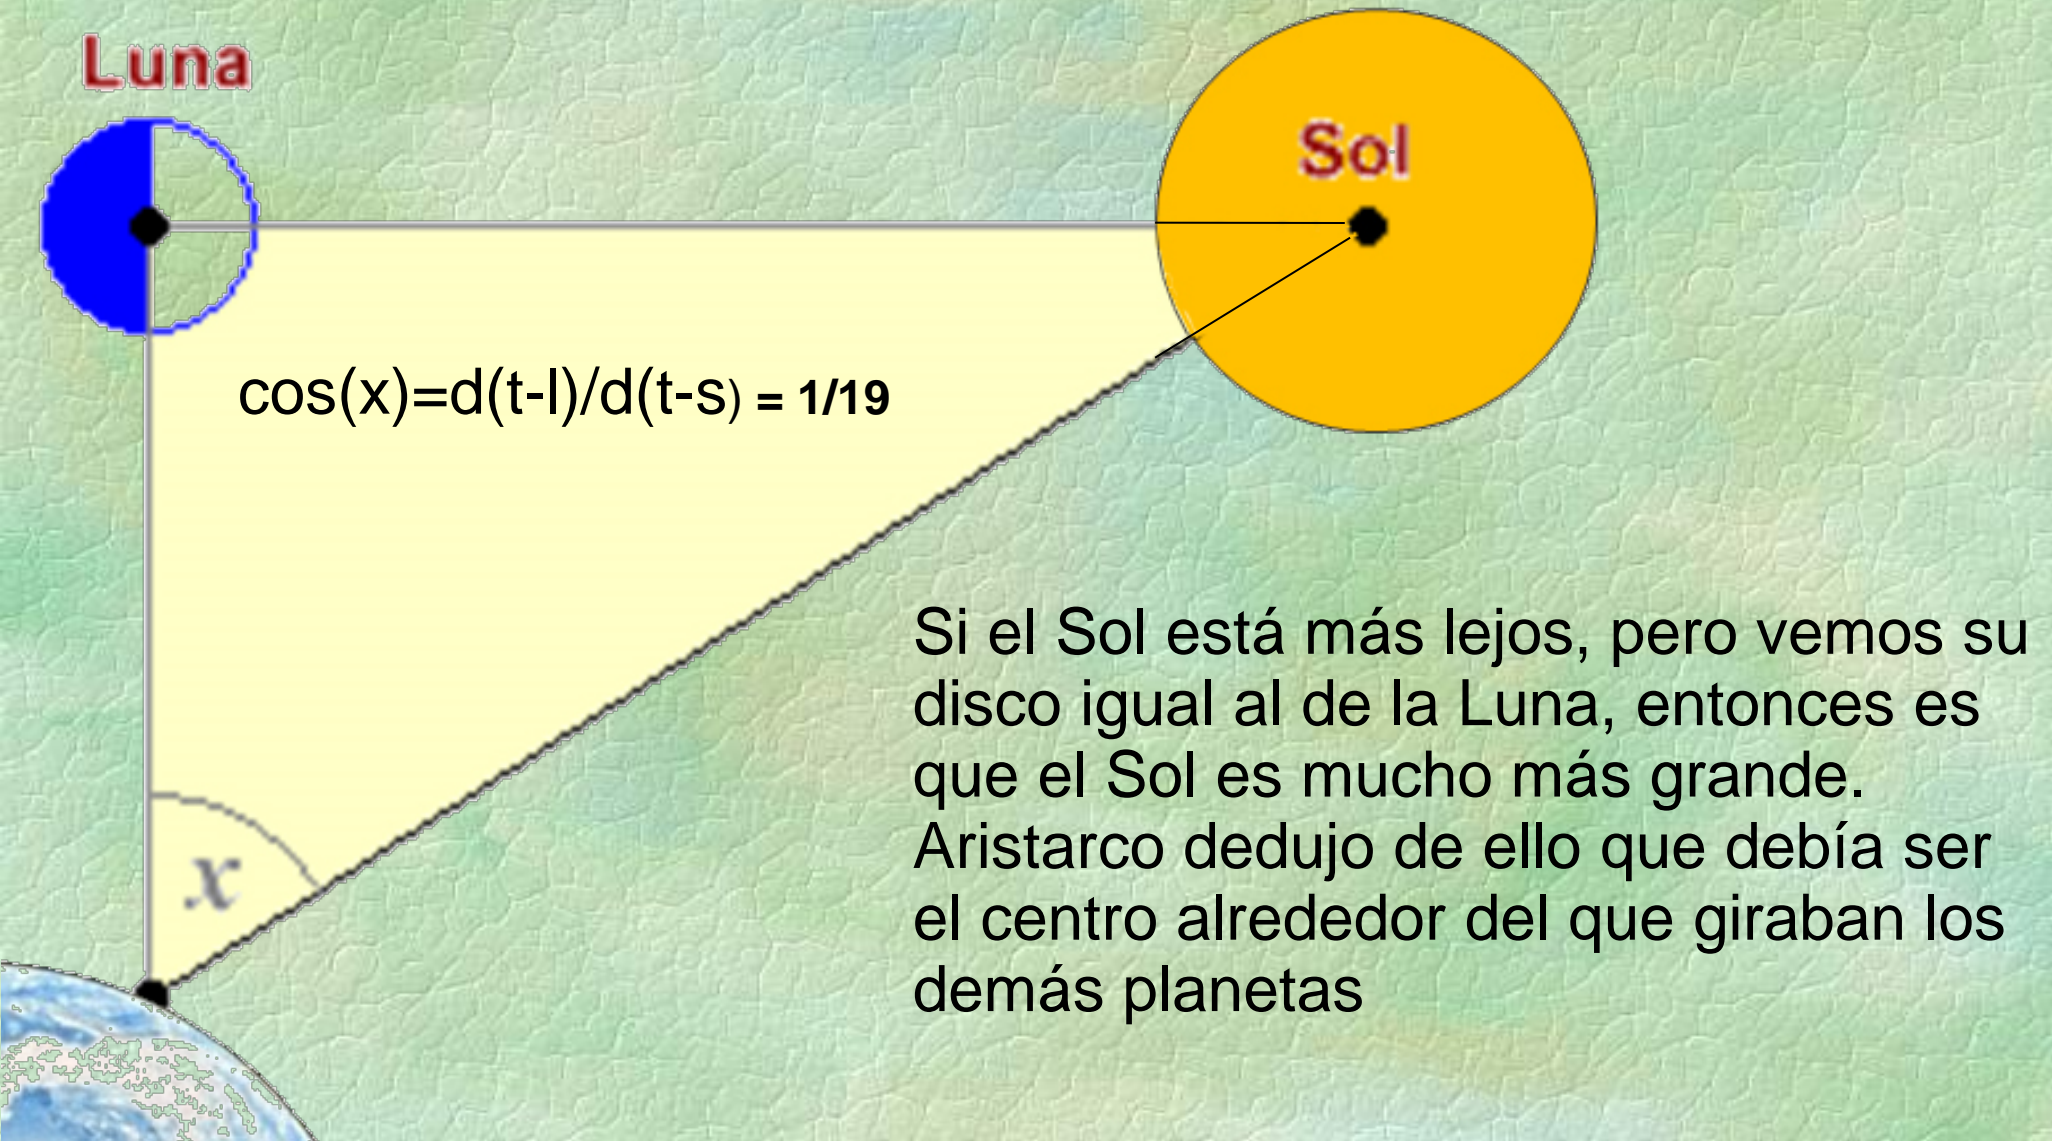 Luna
Sol
cos(x)=d(t-l)/d(t-s) = 1/19
Si el Sol está más lejos, pero vemos su
disco igual al de la Luna, entonces es
que el Sol es mucho más grande.
Aristarco dedujo de ello que debía ser
el centro alrededor del que giraban los
demás planetas
x